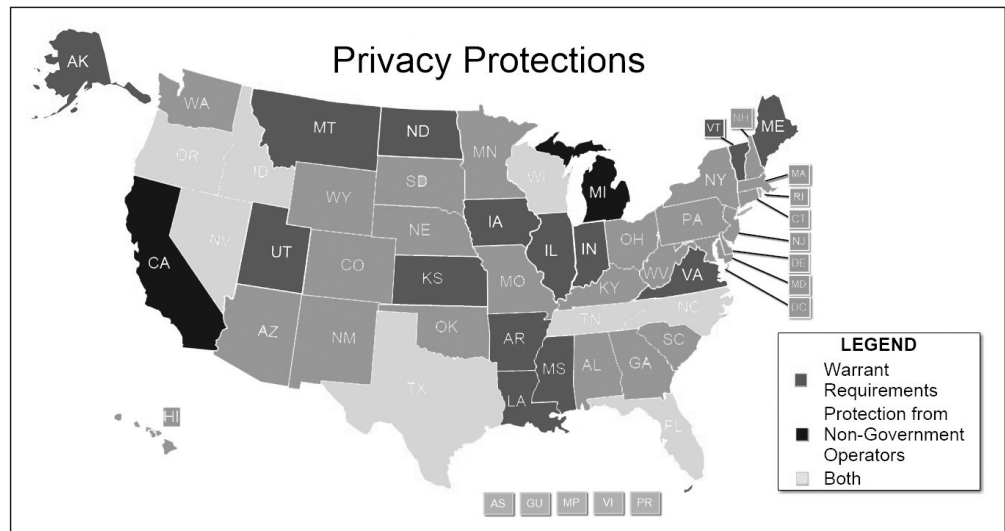 Privacy Protections
AK
WA
MT
ND
MN
VT
NH
ME
OR
ID
SD
WI
MI
NY
MA
RI
CT
WY
IA
NE
PA
NJ
NV
UT
CO
IL
IN
OH
DE
CA
KS
MO
WV
VA
MD
KY
DC
AZ
NM
OK
AR
TN
NC
SC
MS
AL
GA
TX
LA
FL
HI
AS
GU
MP
VI
PR
LEGEND
Warrant
Requirements
Protection from
Non-Government
Operators
Both